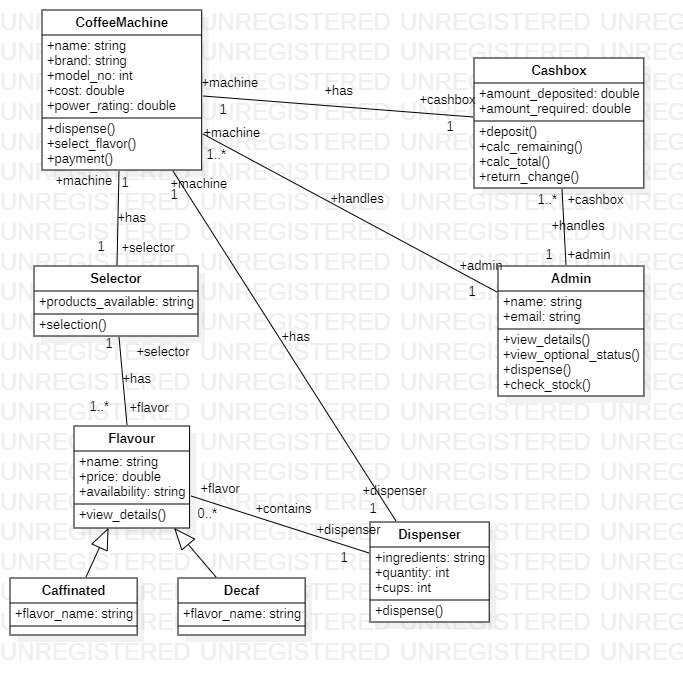 CoffeeMachine
+name: string
+brand: string
+model_no: int
+cost: double
+power_rating: double
+dispense()
+select_flavor()
+payment()
Cashbox
+amount_deposited: double
+amount_required: double
+deposit()
+calc_remaining()
+calc_total()
+return_change()
+machine
1
+has
+cashbox
1
+machine
1..*
+handles
+admin
1
+machine
1
+has
1
+selector
+machine
1
+has
+dispenser
1
1..*
+cashbox
+handles
1
+admin
Selector
+products_available: string
+selection()
Admin
+name: string
+email: string
+view_details()
+view_optional_status()
+dispense()
+check_stock()
1
+selector
+has
1..*
+flavor
Flavour
+name: string
+price: double
+availability: string
+view_details()
+flavor
0..*
+contains
+dispenser
1
Dispenser
+ingredients: string
+quantity: int
+cups: int
+dispense()
Caffinated
+flavor_name: string
Decaf
+flavor_name: string
UNREGISTERED